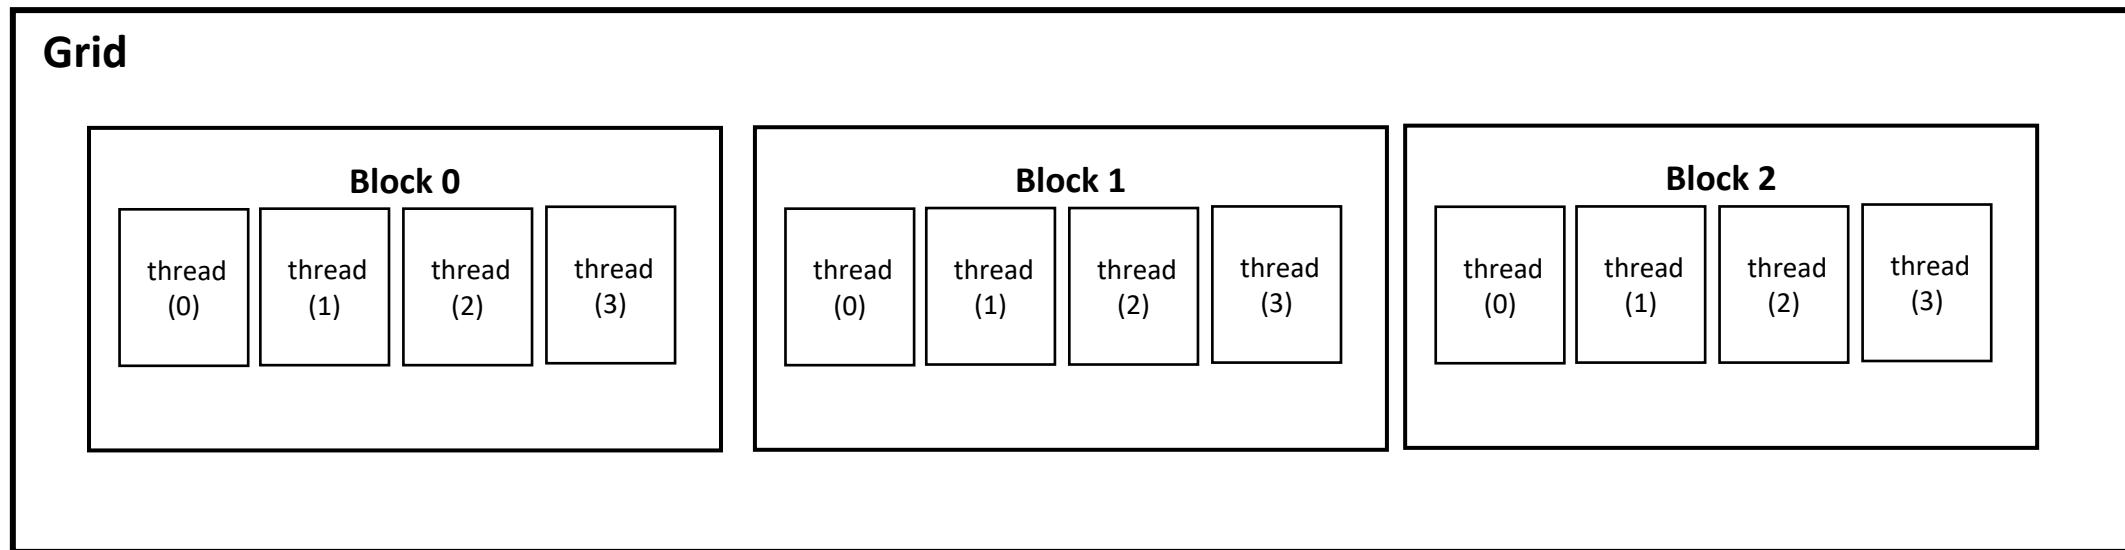 Grid
Block 0
thread
(0)
thread
(1)
thread
(2)
thread
(3)
Block 1
thread
(0)
thread
(1)
thread
(2)
thread
(3)
Block 2
thread
(0)
thread
(1)
thread
(2)
thread
(3)